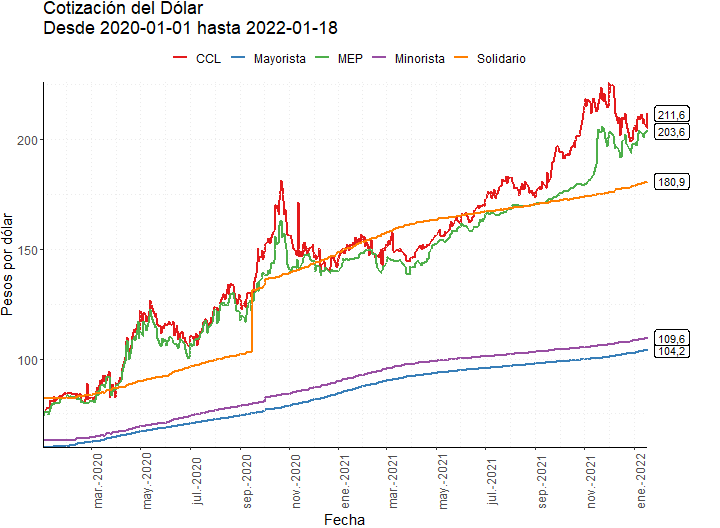 Cotización del Dólar
Desde 2020-01-01 hasta 2022-01-18
CCL Mayorista MEP Minorista Solidario
Pesos por dólar
200
150
100
211,6
203,6
180,9
109,6
104,2
mar.-2020
may.-2020
jul.-2020
sep.-2020
nov.-2020
ene.-2021
mar.-2021
may.-2021
jul.-2021
sep.-2021
nov.-2021
ene.-2022
Fecha